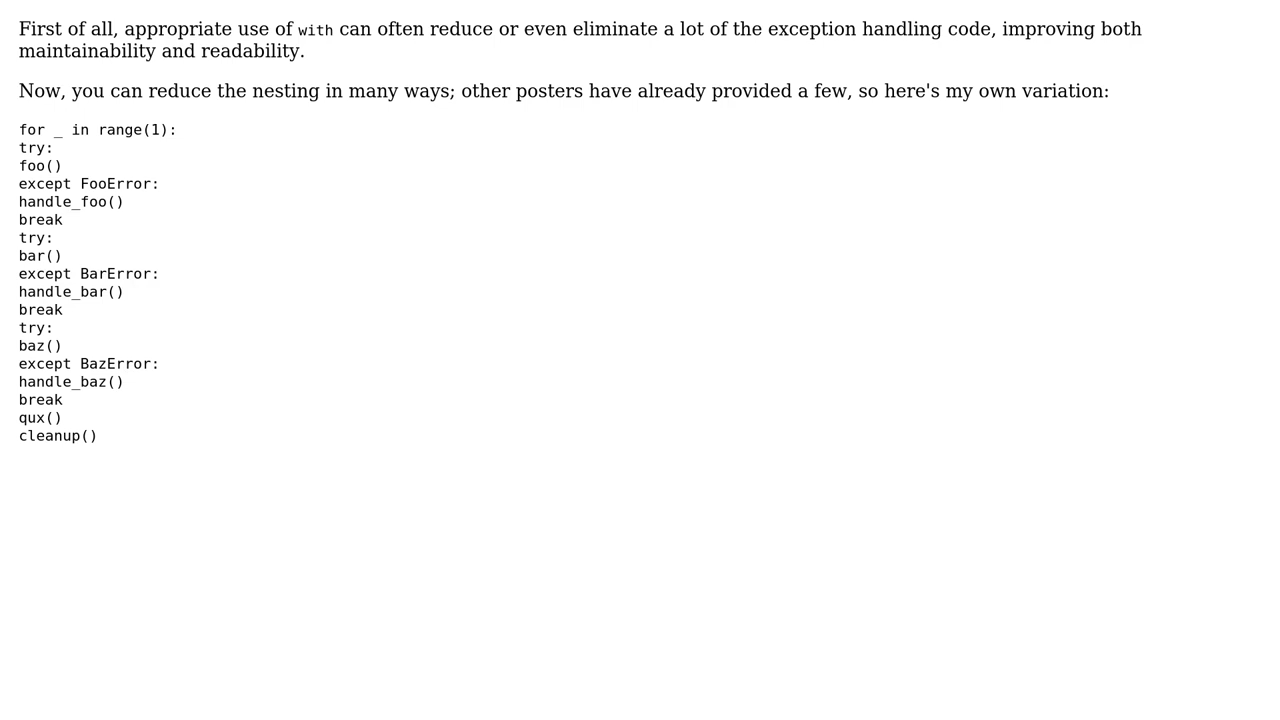 First of all, appropriate use of with can often reduce or even eliminate a lot of the exception handling code, improving both
maintainability and readability.
Now, you can reduce the nesting in many ways; other posters have already provided a few, so here's my own variation:
for _ in range(1):
try:
foo()
except FooError:
handle_foo()
break
try:
bar()
except BarError:
handle_bar()
break
try:
baz()
except BazError:
handle_baz()
break
qux()
cleanup()